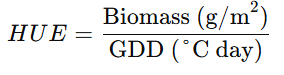 HUE = Biomass (g/m²) / GDD (°C day)